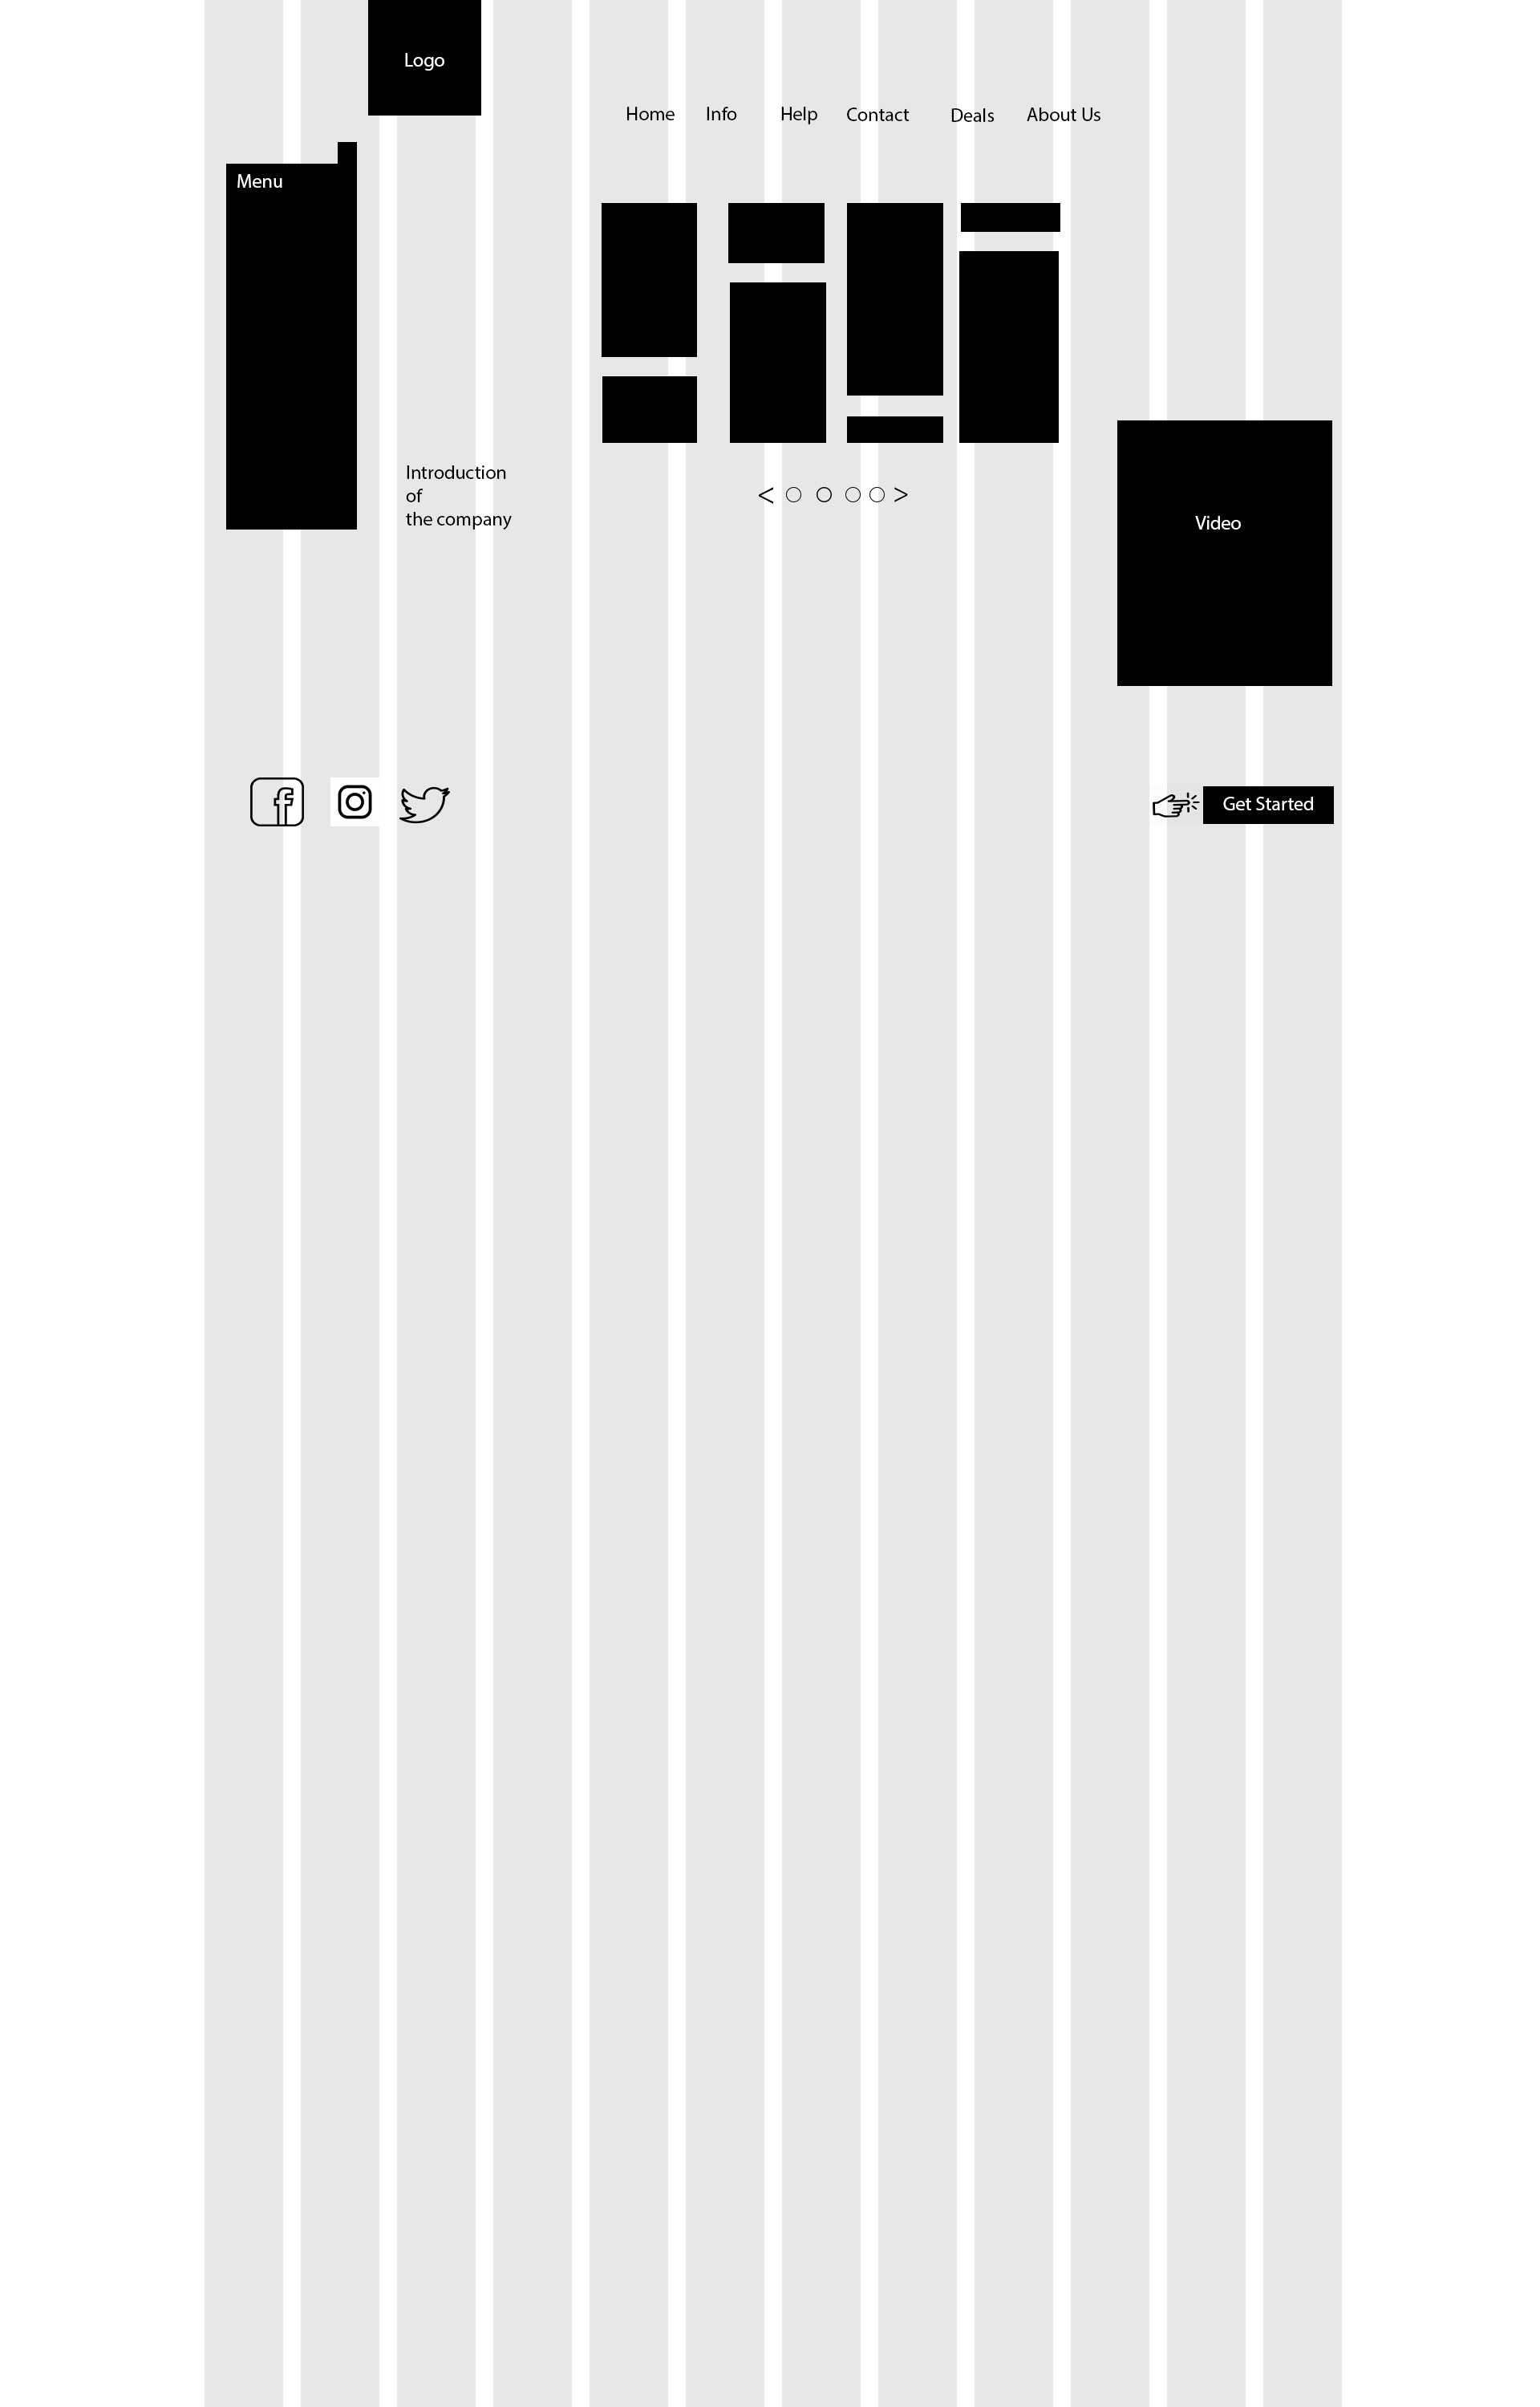 Logo
Home Info Help Contact Deals About Us
Menu
Introduction
of
the company
< ○ ○ ○ ○ >
Video
Get Started